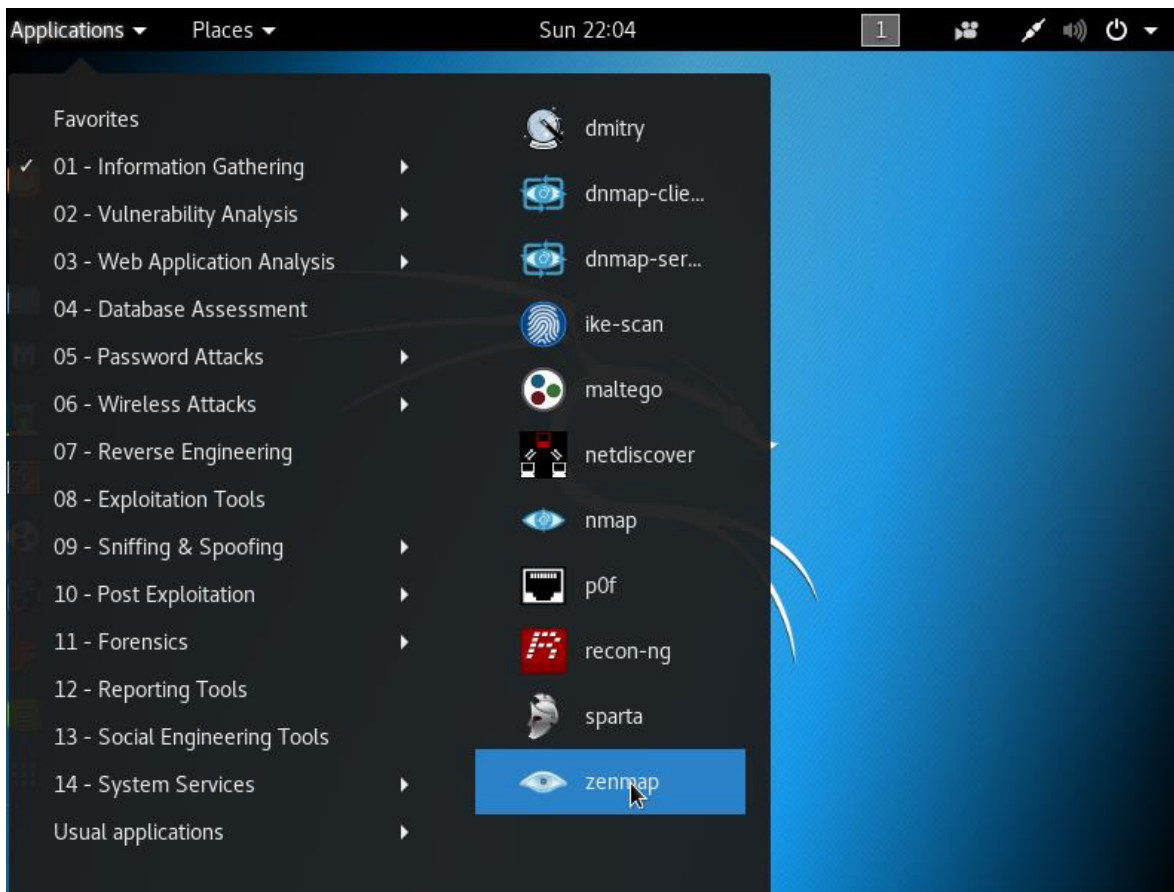 Applications Places Sun 22:04 1
Favorites
01 - Information Gathering
02 - Vulnerability Analysis
03 - Web Application Analysis
04 - Database Assessment
05 - Password Attacks
06 - Wireless Attacks
07 - Reverse Engineering
08 - Exploitation Tools
09 - Sniffing & Spoofing
10 - Post Exploitation
11 - Forensics
12 - Reporting Tools
13 - Social Engineering Tools
14 - System Services
Usual applications
dmitry
dnmap-clie...
dnmap-ser...
ike-scan
maltego
netdiscover
nmap
p0f
recon-ng
sparta
zenmap